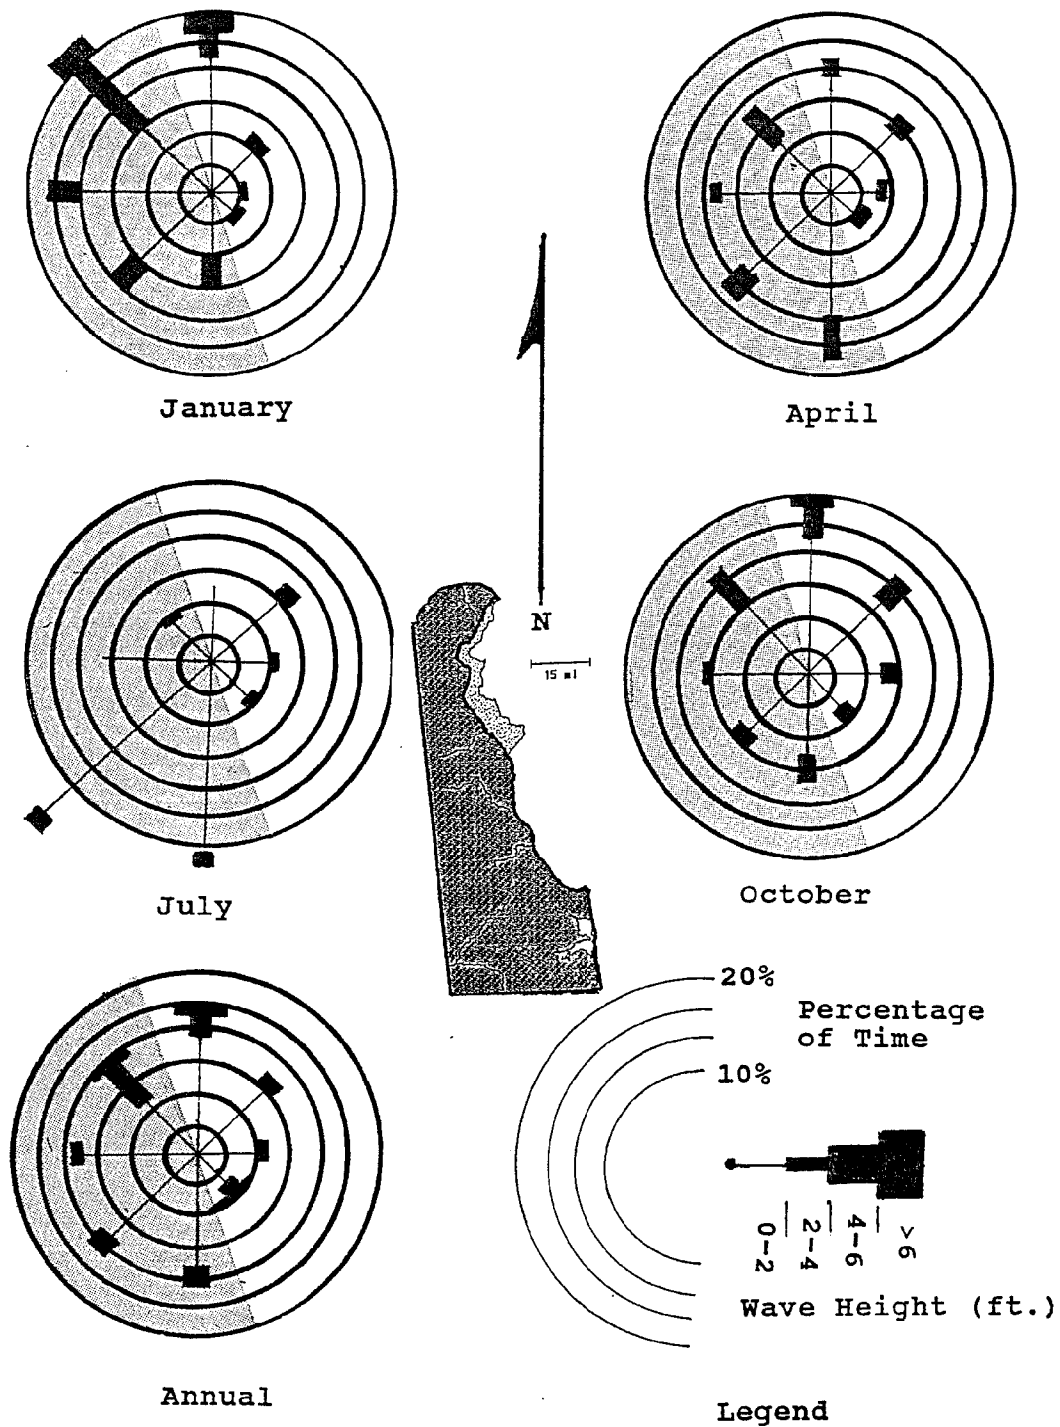 January
April
N
15 mi
July
October
20%
Percentage
of Time
10%
0-2
2-4
4-6
>6
Wave Height (ft.)
Annual
Legend